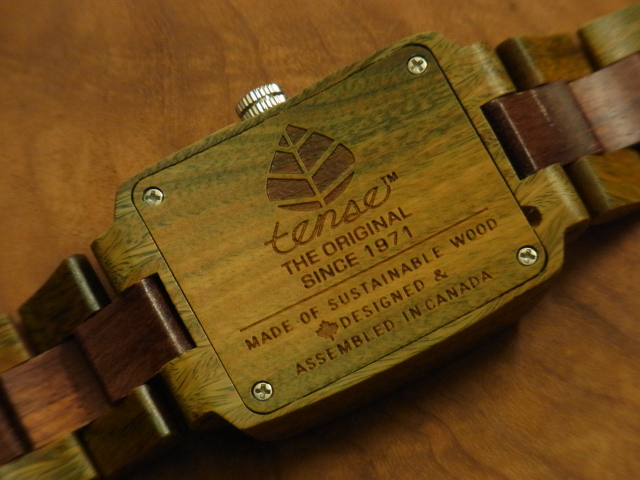 tense™
THE ORIGINAL
SINCE 1971
MADE OF SUSTAINABLE WOOD
DESIGNED &
ASSEMBLED IN CANADA